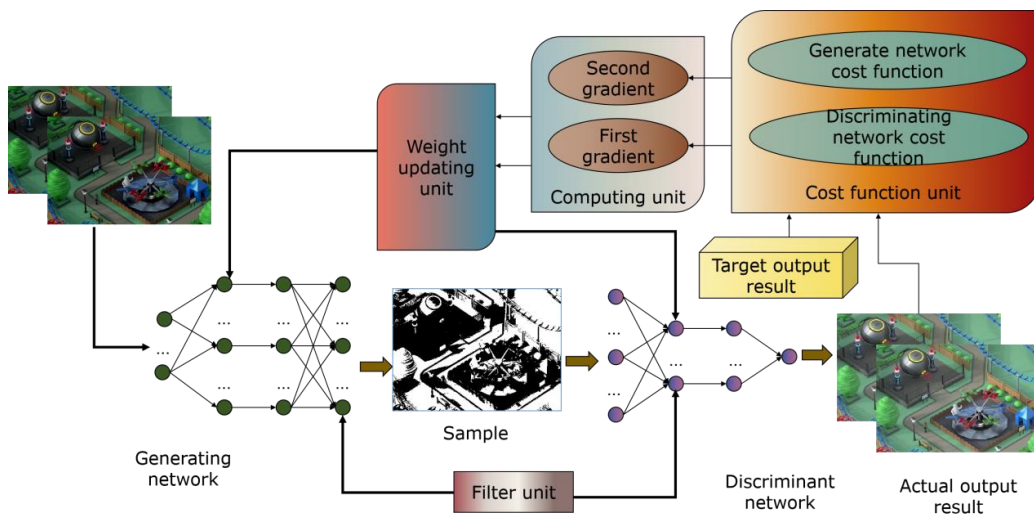 Generate network
cost function
Discriminating
network cost
function
Cost function unit
Second
gradient
First
gradient
Computing unit
Weight
updating
unit
Target output
result
...
...
...
...
...
...
...
...
...
...
...
Sample
Generating
network
Filter unit
Discriminant
network
Actual output
result